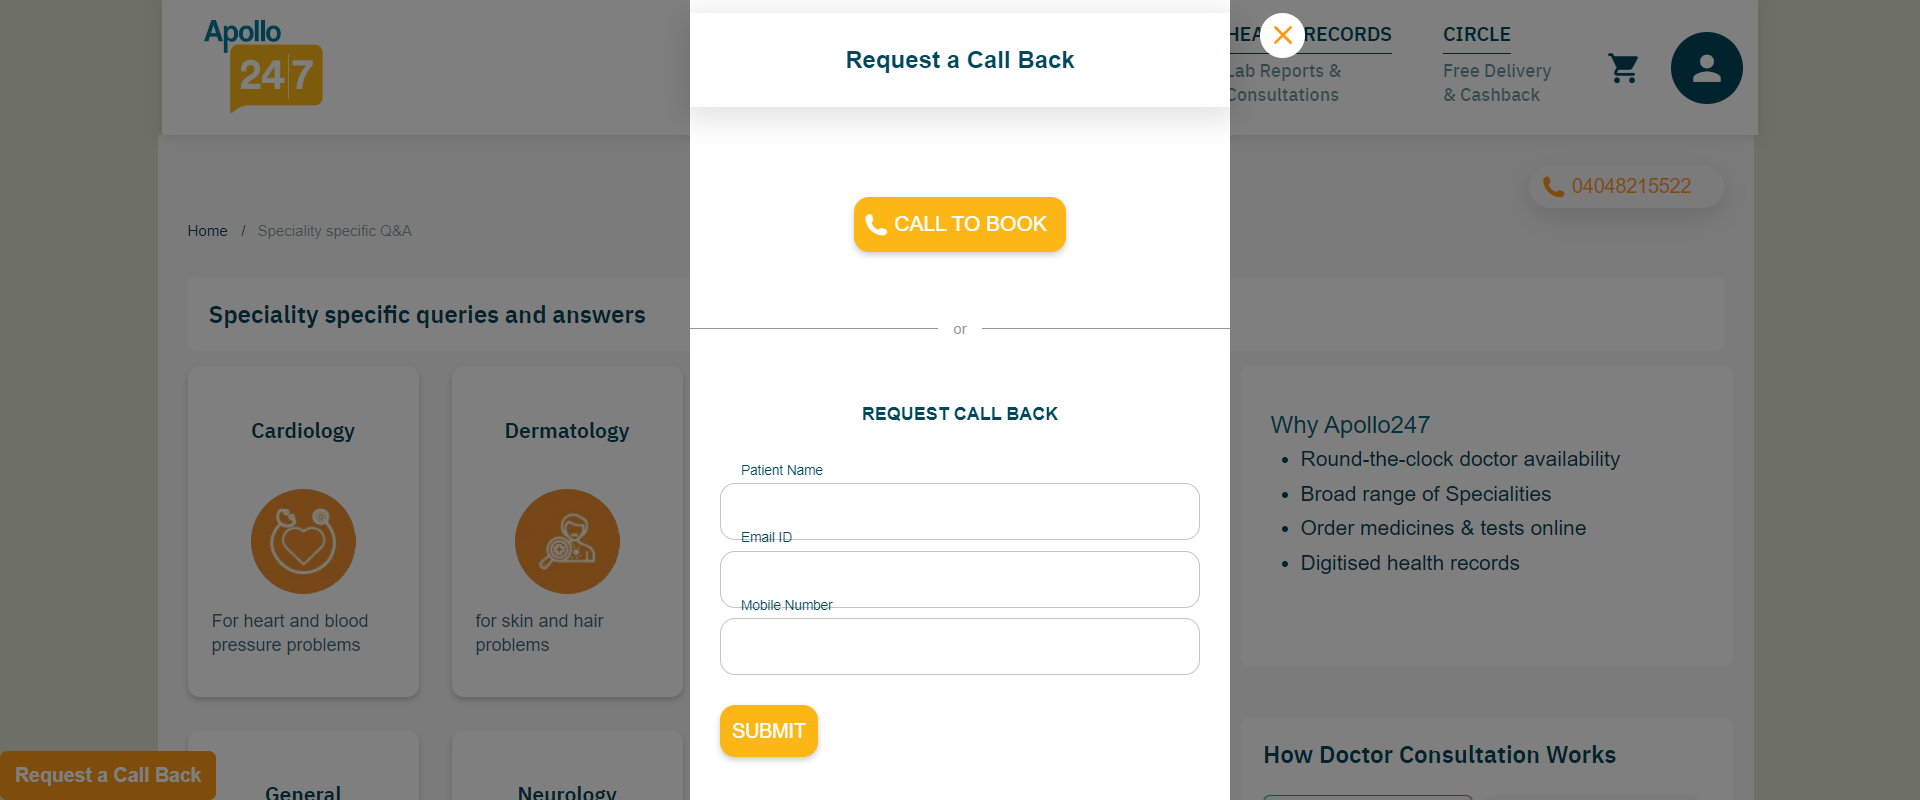 Apollo
24|7
Request a Call Back
RECORDS
Lab Reports &
Consultations
CIRCLE
Free Delivery
& Cashback
04048215522
CALL TO BOOK
Home / Speciality specific Q&A
Speciality specific queries and answers
or
REQUEST CALL BACK
Cardiology
For heart and blood
pressure problems
Dermatology
for skin and hair
problems
Patient Name
Email ID
Mobile Number
SUBMIT
Why Apollo247
• Round-the-clock doctor availability
• Broad range of Specialities
• Order medicines & tests online
• Digitised health records
How Doctor Consultation Works
Request a Call Back
General
Neurology